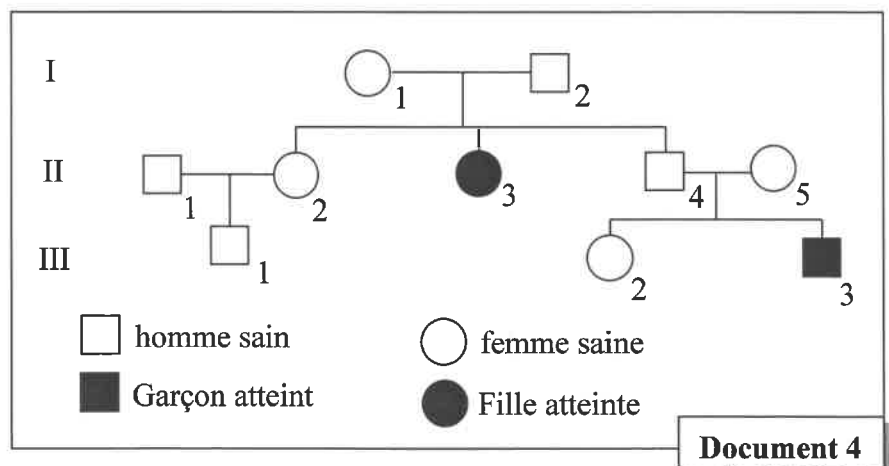 I
1
2
II
1
2
3
4
5
III
1
2
3
homme sain
femme saine
Garçon atteint
Fille atteinte
Document 4